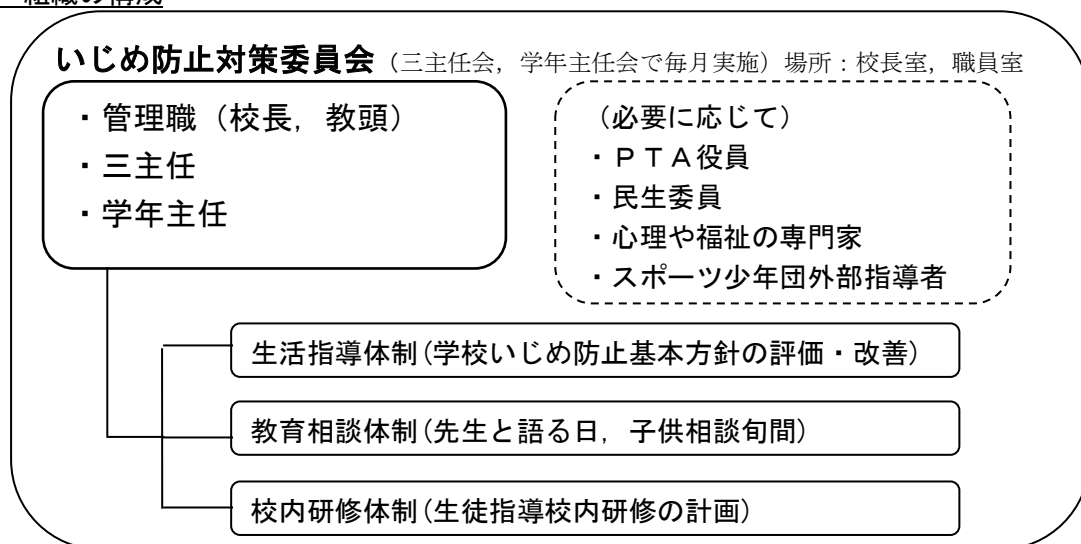 組織の構成
いじめ防止対策委員会（三主任会，学年主任会で毎月実施）場所：校長室，職員室
・管理職（校長，教頭）
・三主任
・学年主任
（必要に応じて）
・ＰＴＡ役員
・民生委員
・心理や福祉の専門家
・スポーツ少年団外部指導者
生活指導体制(学校いじめ防止基本方針の評価・改善)
教育相談体制(先生と語る日，子供相談旬間)
校内研修体制(生徒指導校内研修の計画)